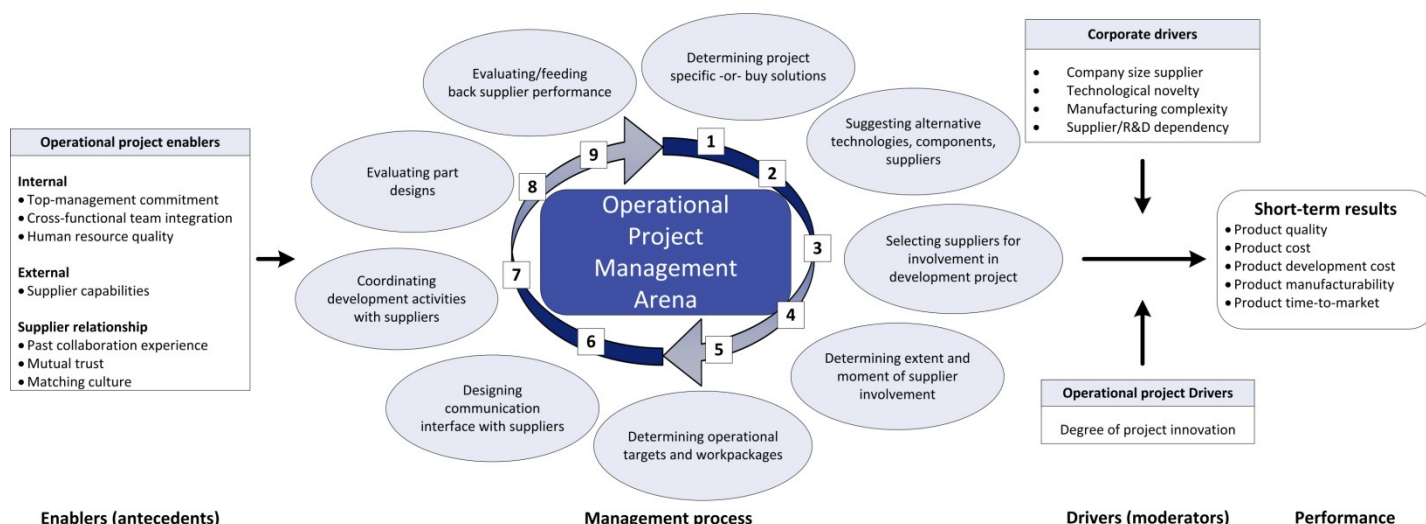 Operational project enablers
Internal
• Top-management commitment
• Cross-functional team integration
• Human resource quality
External
• Supplier capabilities
Supplier relationship
• Past collaboration experience
• Mutual trust
• Matching culture
Evaluating/feeding
back supplier performance
Determining project
specific -or- buy solutions
Suggesting alternative
technologies, components,
suppliers
Selecting suppliers for
involvement in
development project
Determining extent and
moment of supplier
involvement
Determining operational
targets and workpackages
Designing
communication
interface with suppliers
Coordinating
development activities
with suppliers
Evaluating part
designs
1
2
3
4
5
6
7
8
9
Operational
Project
Management
Arena
Corporate drivers
• Company size supplier
• Technological novelty
• Manufacturing complexity
• Supplier/R&D dependency
Operational project Drivers
Degree of project innovation
Short-term results
• Product quality
• Product cost
• Product development cost
• Product manufacturability
• Product time-to-market
Enablers (antecedents)
Management process
Drivers (moderators)
Performance